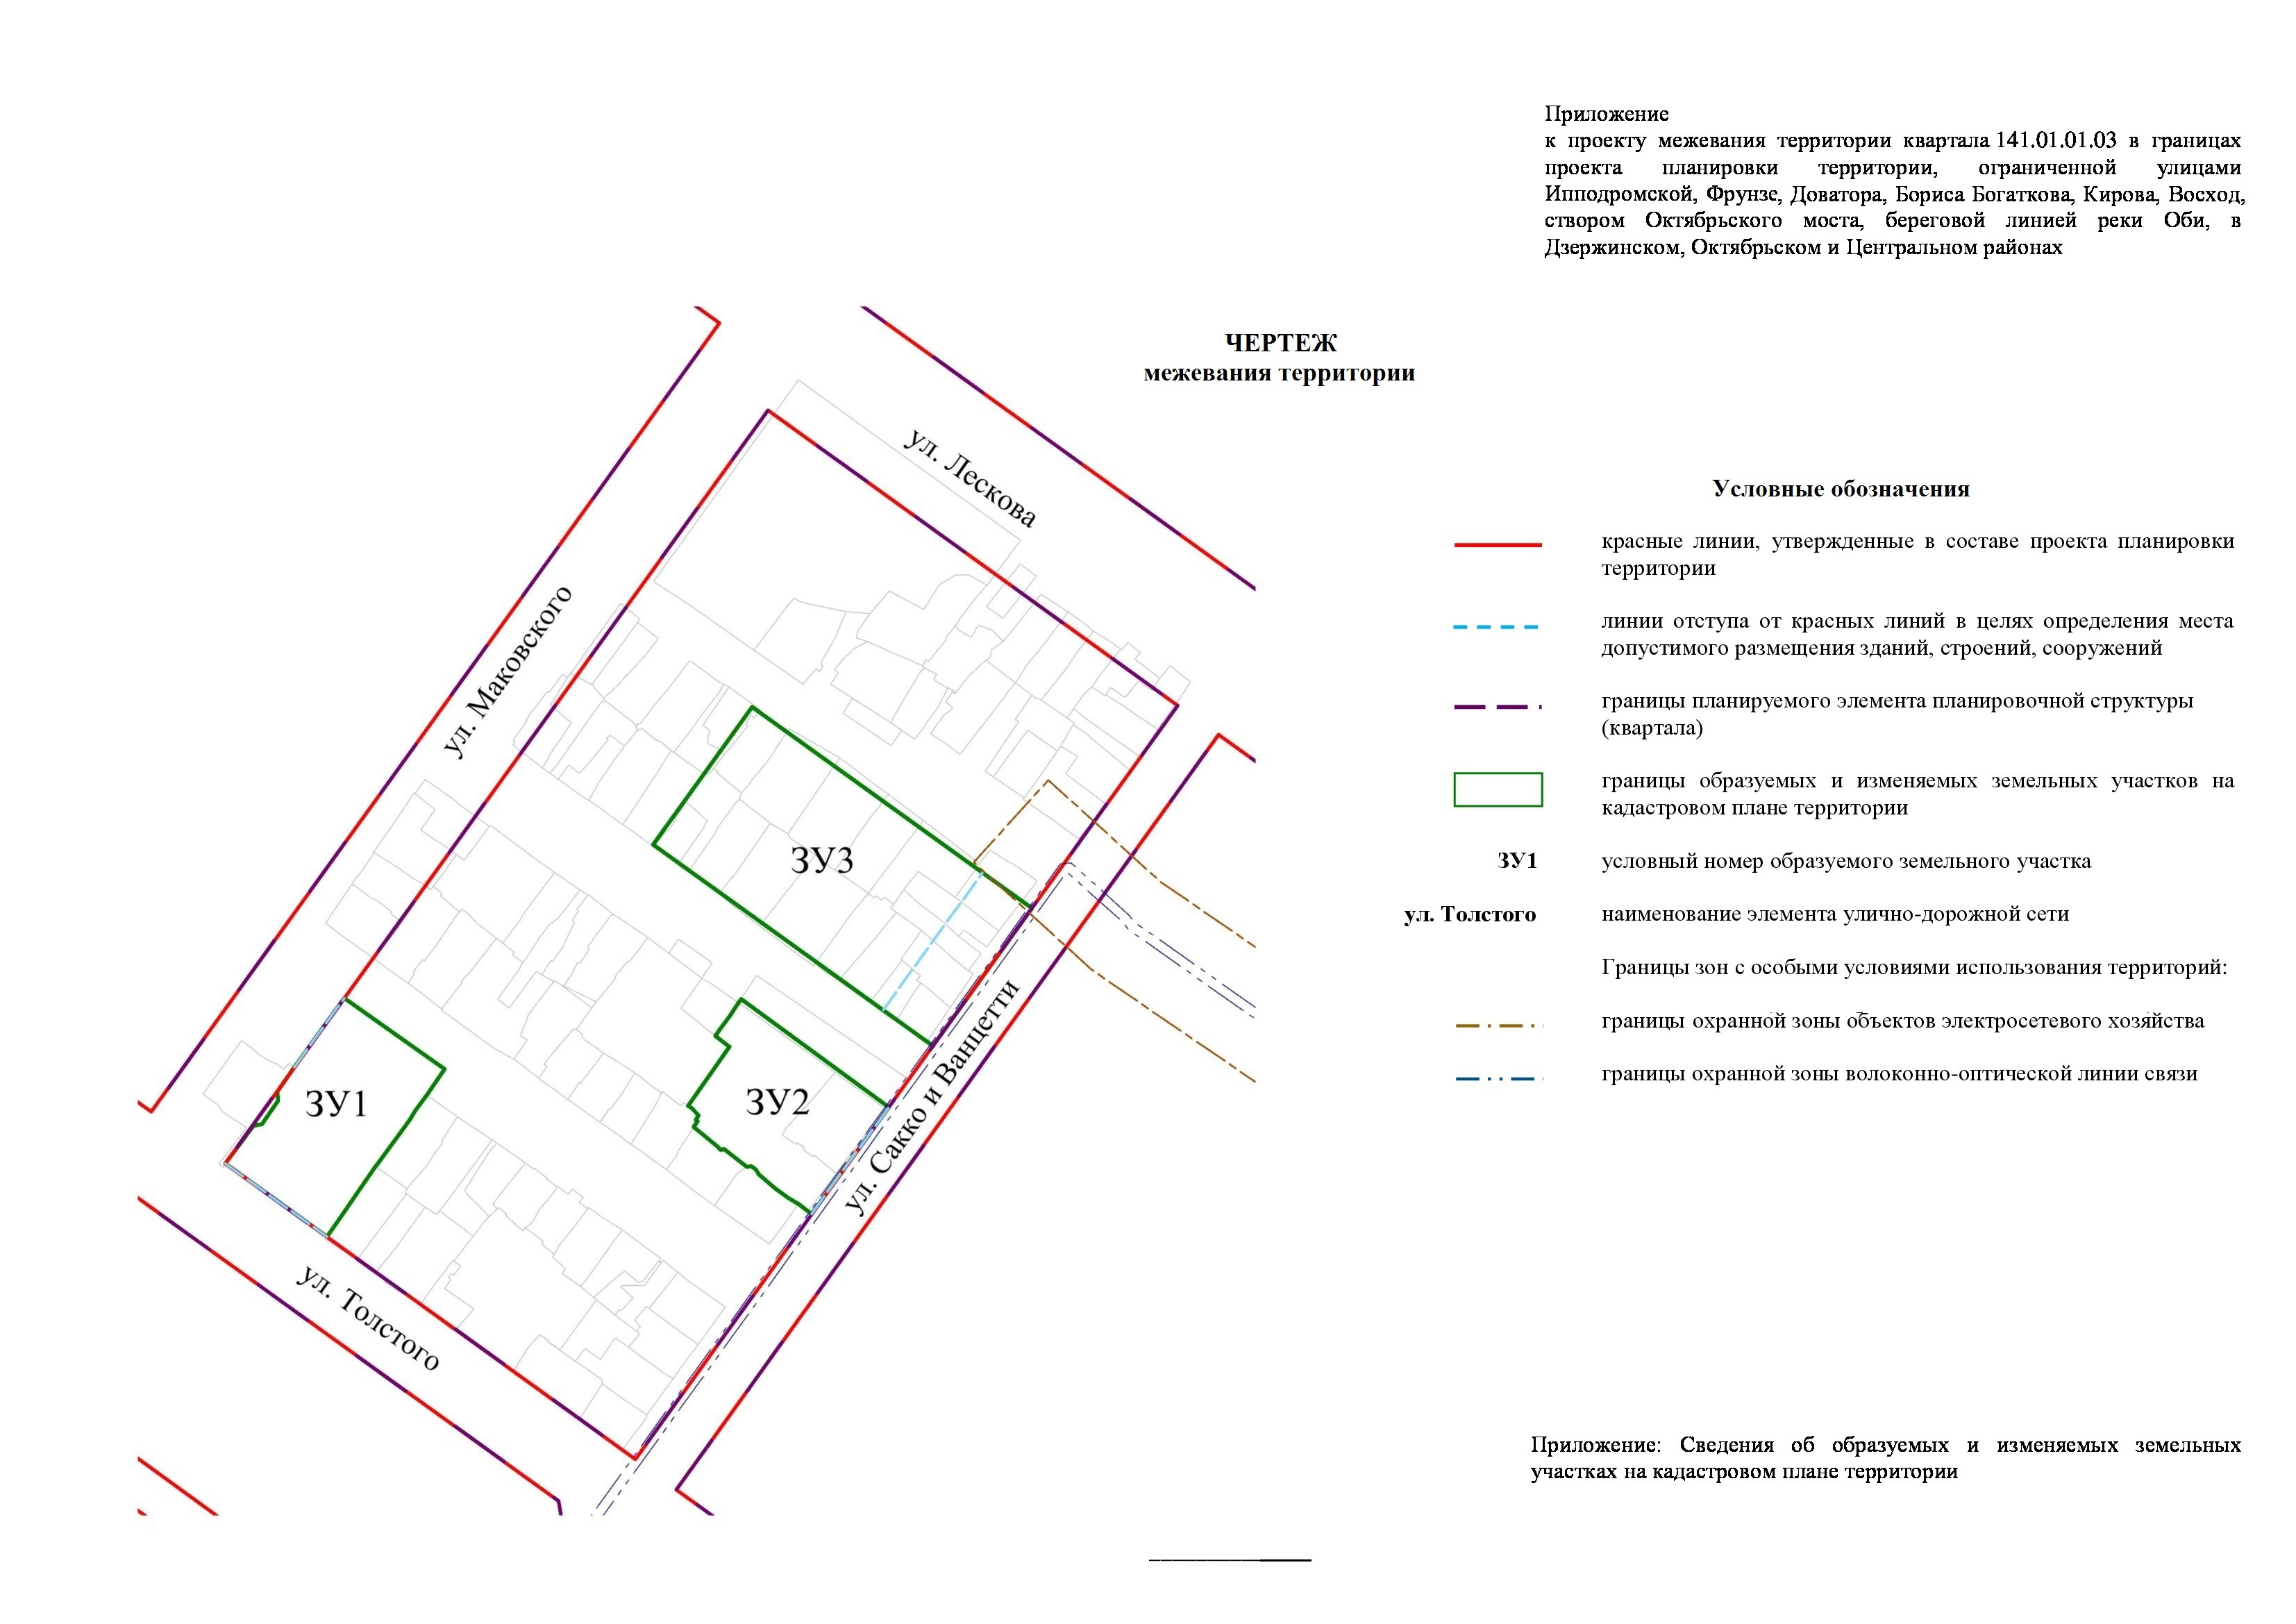 Приложение
к проекту межевания территории квартала 141.01.01.03 в границах
проекта планировки территории, ограниченной улицами
Ипподромской, Фрунзе, Доватора, Бориса Богаткова, Кирова, Восход,
створом Октябрьского моста, береговой линией реки Оби, в
Дзержинском, Октябрьском и Центральном районах
ЧЕРТЕЖ
межевания территории
ул. Лескова
ул. Маковского
ЗУ3
ЗУ1
ЗУ2
ул. Сакко и Ванцетти
ул. Толстого
Условные обозначения
красные линии, утвержденные в составе проекта планировки
территории
линии отступа от красных линий в целях определения места
допустимого размещения зданий, строений, сооружений
границы планируемого элемента планировочной структуры
(квартала)
границы образуемых и изменяемых земельных участков на
кадастровом плане территории
ЗУ1 условный номер образуемого земельного участка
ул. Толстого наименование элемента улично-дорожной сети
Границы зон с особыми условиями использования территорий:
границы охранной зоны объектов электросетевого хозяйства
границы охранной зоны волоконно-оптической линии связи
Приложение: Сведения об образуемых и изменяемых земельных
участках на кадастровом плане территории